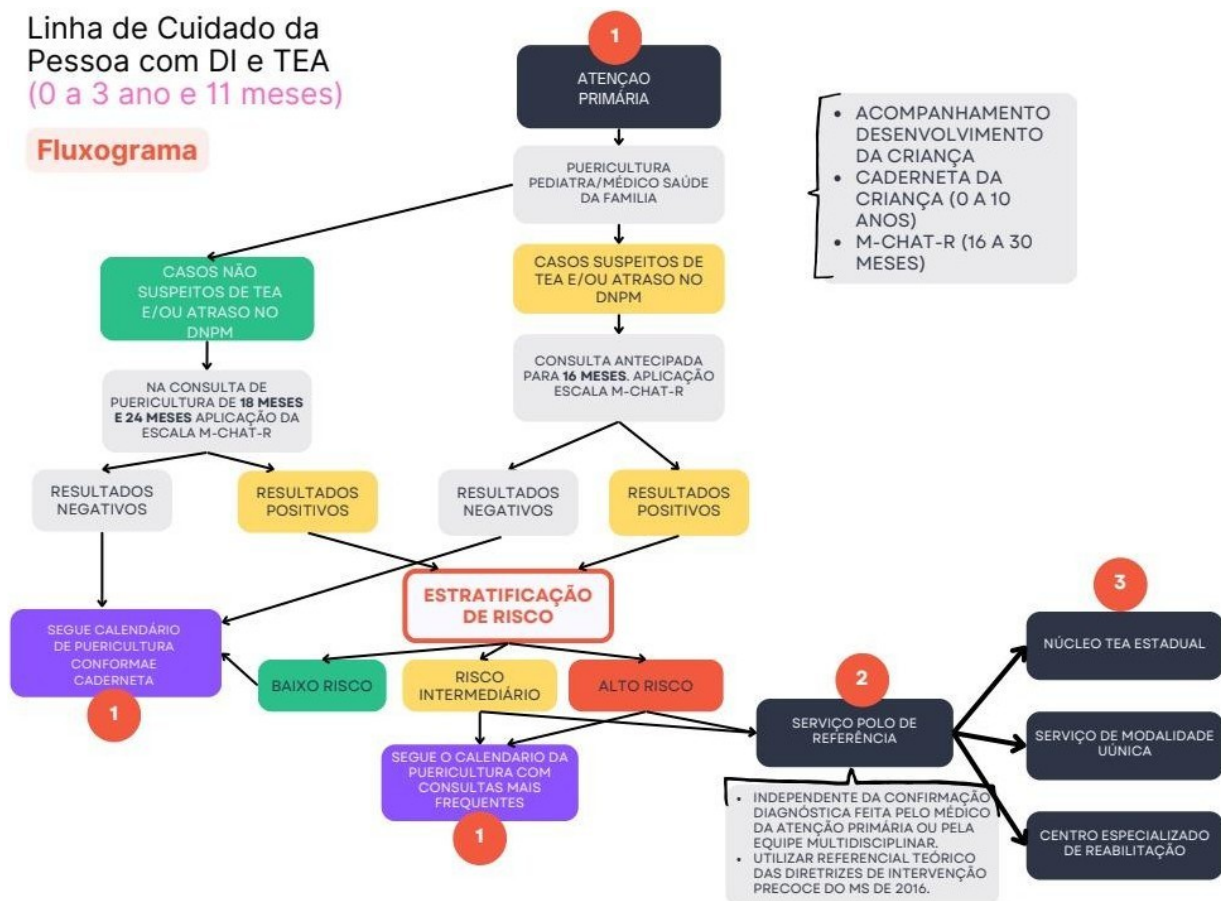 Linha de Cuidado da
Pessoa com DI e TEA
(0 a 3 ano e 11 meses)
Fluxograma
1
ATENÇAO
PRIMÁRIA
ACOMPANHAMENTO
DESENVOLVIMENTO
DA CRIANÇA
CADERNETA DA
CRIANÇA (0 A 10
ANOS)
M-CHAT-R (16 A 30
MESES)
PUERICULTURA
PEDIATRA/MÉDICO SAÚDE
DA FAMILIA
CASOS NÃO
SUSPEITOS DE TEA
E/OU ATRASO NO
DNPM
CASOS SUSPEITOS DE
TEA E/OU ATRASO NO
DNPM
NA CONSULTA DE
PUERICULTURA DE 18 MESES
E 24 MESES APLICAÇÃO DA
ESCALA M-CHAT-R
CONSULTA ANTECIPADA
PARA 16 MESES. APLICAÇÃO
ESCALA M-CHAT-R
RESULTADOS
NEGATIVOS
RESULTADOS
POSITIVOS
RESULTADOS
NEGATIVOS
RESULTADOS
POSITIVOS
ESTRATIFICAÇÃO
DE RISCO
SEGUE CALENDÁRIO
DE PUERICULTURA
CONFORMAE
CADERNETA
1
BAIXO RISCO
RISCO
INTERMEDIÁRIO
ALTO RISCO
SEGUE O CALENDARIO DA
PUERICULTURA COM
CONSULTAS MAIS
FREQUENTES
1
2
SERVIÇO POLO DE
REFERÊNCIA
INDEPENDENTE DA CONFIRMAÇÃO
DIAGNÓSTICA FEITA PELO MÉDICO
DA ATENÇÃO PRIMÁRIA OU PELA
EQUIPE MULTIDISCIPLINAR.
UTILIZAR REFERENCIAL TEÓRICO
DAS DIRETRIZES DE INTERVENÇÃO
PRECOCE DO MS DE 2016.
3
NÚCLEO TEA ESTADUAL
SERVIÇO DE MODALIDADE
UÚNICA
CENTRO ESPECIALIZADO
DE REABILITAÇÃO